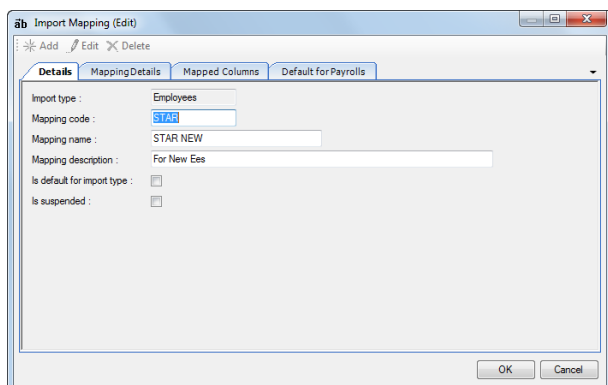 äb Import Mapping (Edit)
Add Edit Delete
Details Mapping Details Mapped Columns Default for Payrolls
Import type : Employees
Mapping code : STAR
Mapping name : STAR NEW
Mapping description : For New Ees
Is default for import type :
Is suspended :
OK Cancel